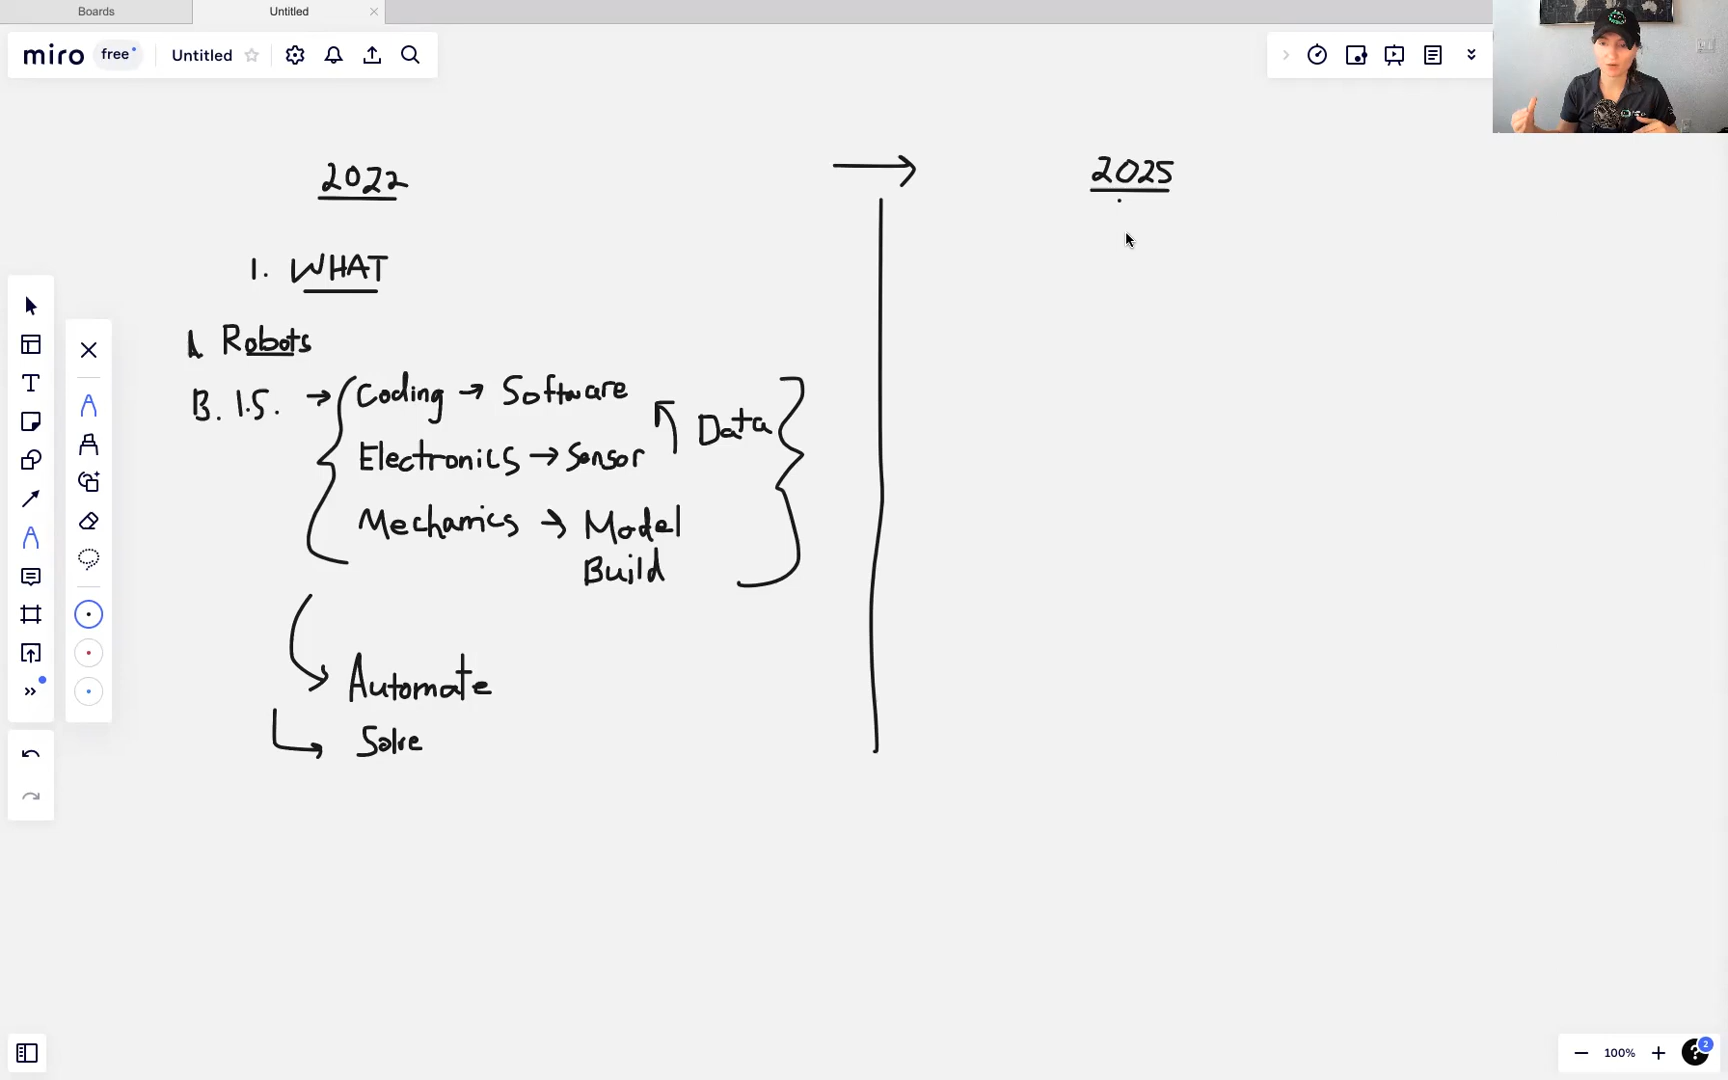 Boards
Untitled
miro free Untitled
2022
→ 2025
1. WHAT
A Robots
B. I.S. → Coding → Software
Data
Electronics → Sensor
Mechanics → Model
Build
Automate
Solve
100%
2